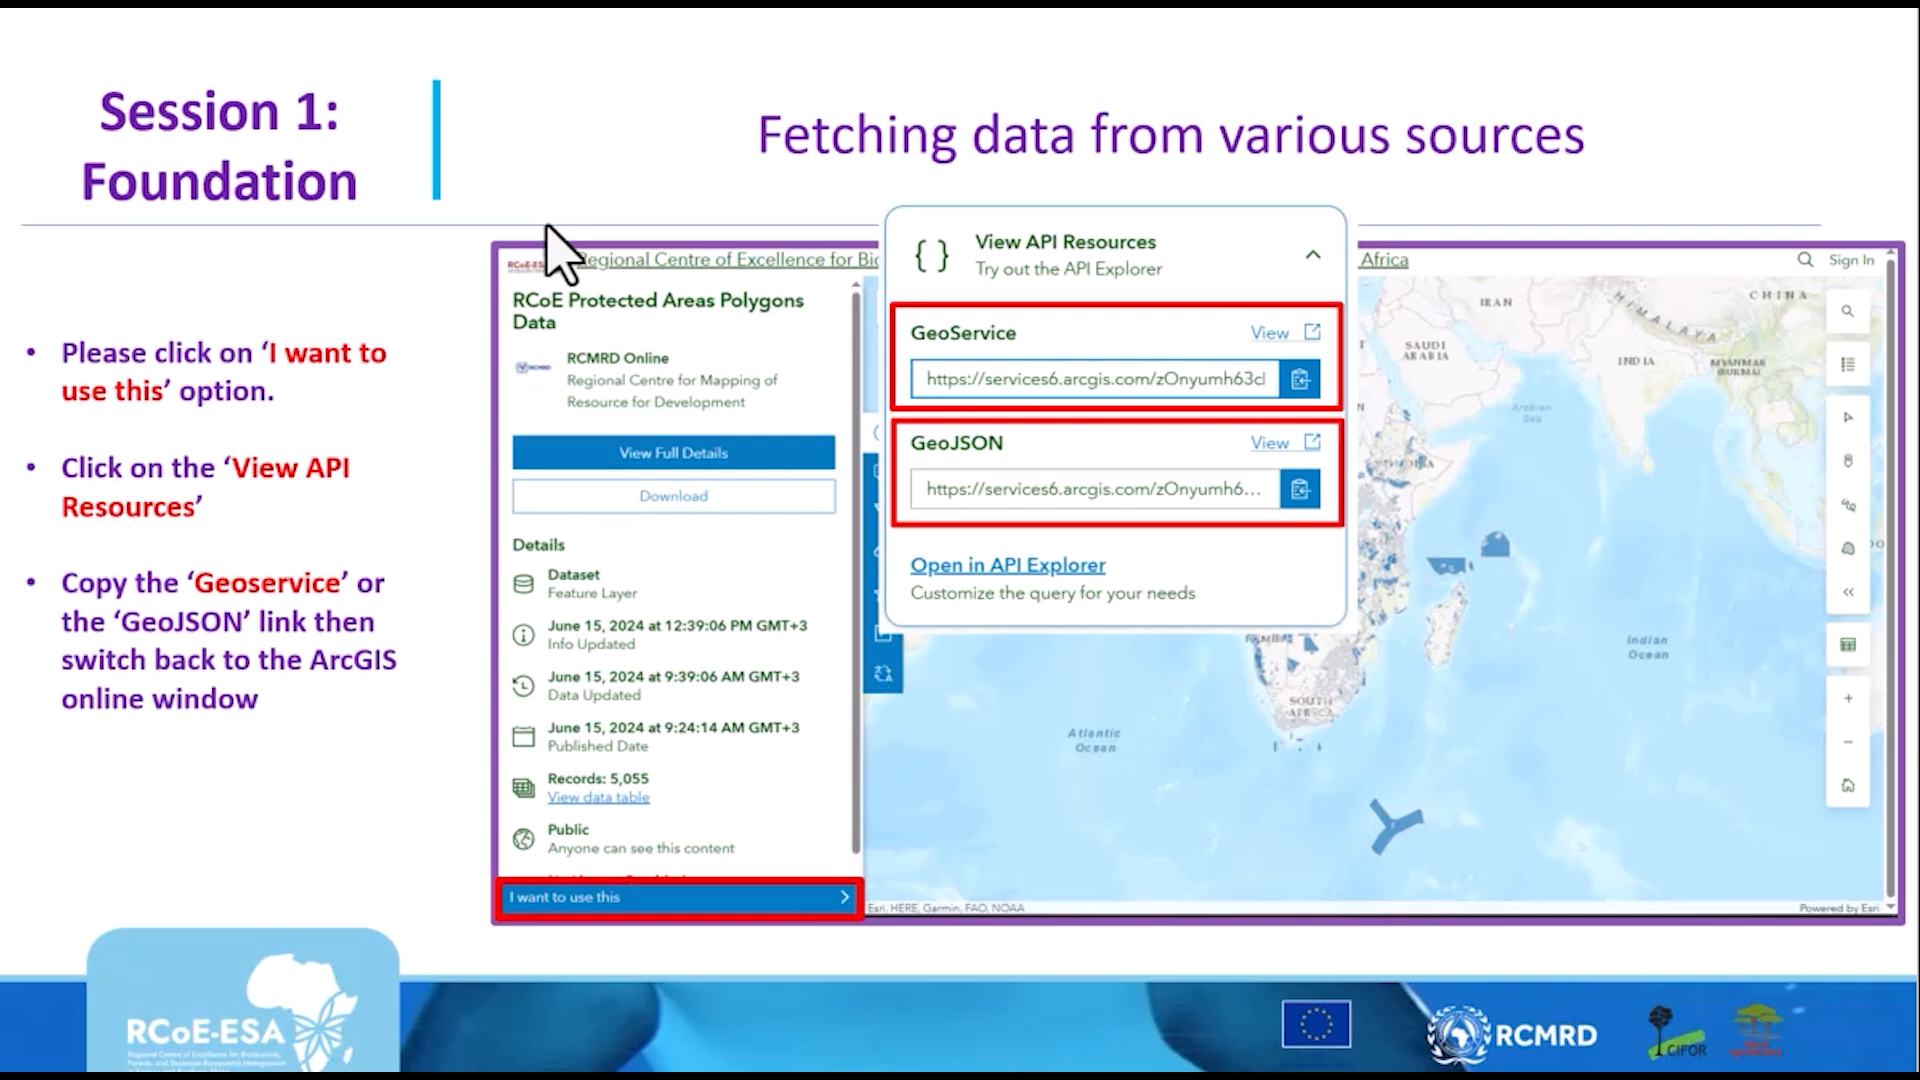 Session 1:
Foundation
Fetching data from various sources
• Please click on ‘I want to
use this’ option.
• Click on the ‘View API
Resources’
• Copy the ‘Geoservice’ or
the ‘GeoJSON’ link then
switch back to the ArcGIS
online window
Regional Centre of Excellence for Bio
Africa
Sign In
RCoE Protected Areas Polygons
Data
RCMRD Online
Regional Centre for Mapping of
Resource for Development
View Full Details
Download
Details
Dataset
Feature Layer
June 15, 2024 at 12:39:06 PM GMT+3
Info Updated
June 15, 2024 at 9:39:06 AM GMT+3
Data Updated
June 15, 2024 at 9:24:14 AM GMT+3
Published Date
Records: 5,055
View data table
Public
Anyone can see this content
I want to use this
{ } View API Resources
Try out the API Explorer
GeoService View
https://services6.arcgis.com/zOnyumh63cl
GeoJSON View
https://services6.arcgis.com/zOnyumh6...
Open in API Explorer
Customize the query for your needs
IRAN
HIMALAYA
CHINA
SAUDI
ARABIA
INDIA
MYANMAR
(BURMA)
Arabian
Sea
NAMIBIA
SOUTH
AFRICA
Atlantic
Ocean
Indian
Ocean
Esri, HERE, Garmin, FAO, NOAA
Powered by Esri
RCoE-ESA
RCMRD
CIFOR